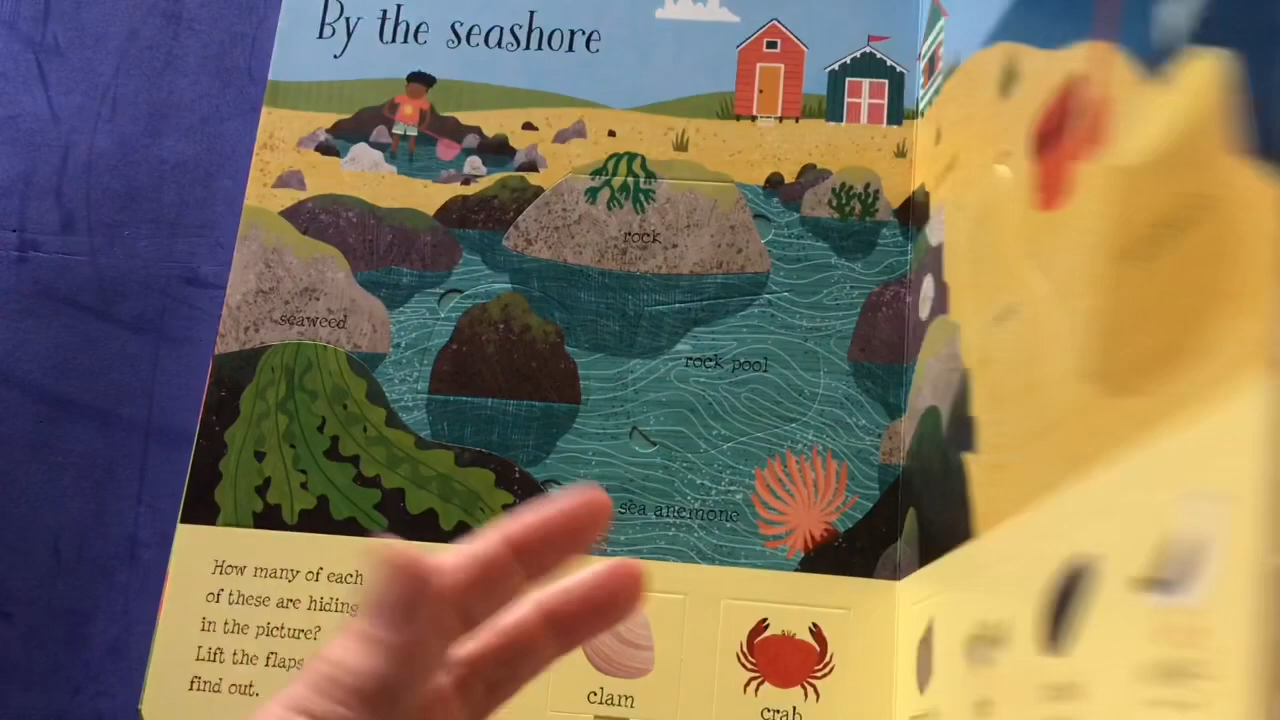 By the seashore
rock
seaweed
rock pool
sea anemone
How many of each
of these are hiding
in the picture?
Lift the flaps
find out.
clam
crab